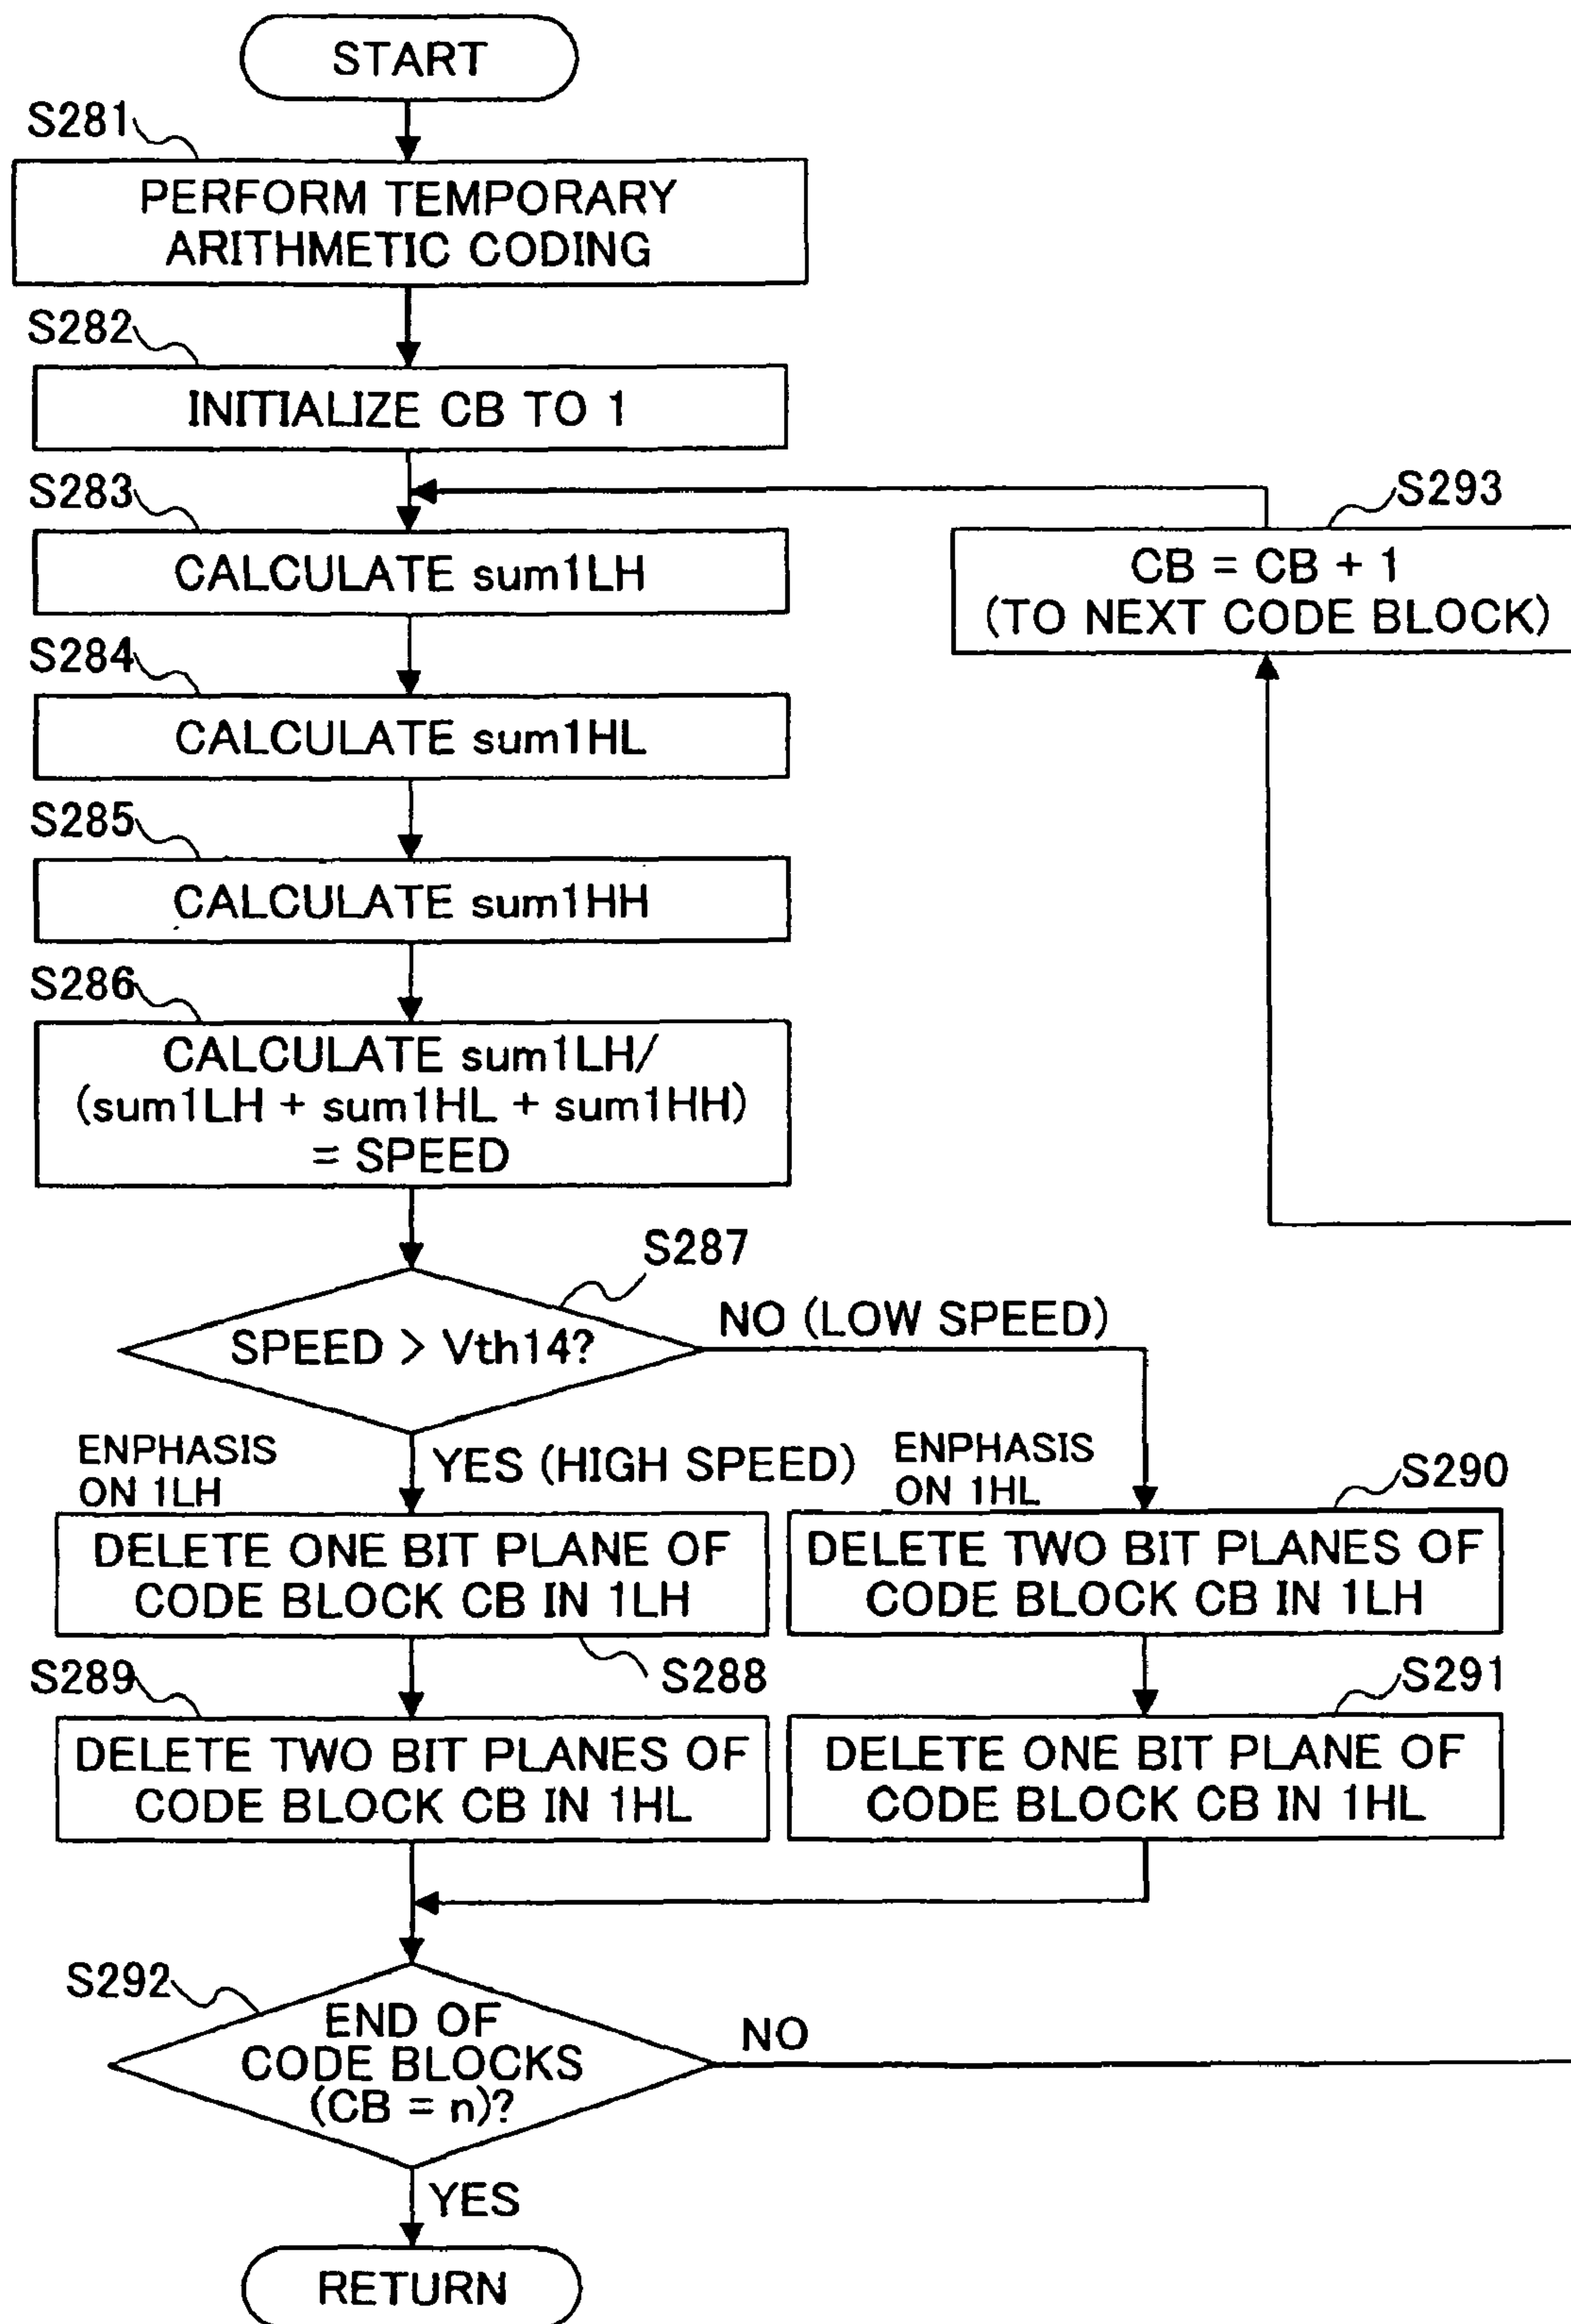 START
S281
PERFORM TEMPORARY
ARITHMETIC CODING
S282
INITIALIZE CB TO 1
S283
CALCULATE sum1LH
S293
CB = CB + 1
(TO NEXT CODE BLOCK)
S284
CALCULATE sum1HL
S285
CALCULATE sum1HH
S286
CALCULATE sum1LH/
(sum1LH + sum1HL + sum1HH)
= SPEED
S287
SPEED > Vth14?
NO (LOW SPEED)
ENPHASIS
ON 1LH
YES (HIGH SPEED)
ENPHASIS
ON 1HL
S290
DELETE ONE BIT PLANE OF
CODE BLOCK CB IN 1LH
S288
DELETE TWO BIT PLANES OF
CODE BLOCK CB IN 1LH
S289
DELETE TWO BIT PLANES OF
CODE BLOCK CB IN 1HL
S291
DELETE ONE BIT PLANE OF
CODE BLOCK CB IN 1HL
S292
END OF
CODE BLOCKS
(CB = n)?
NO
YES
RETURN